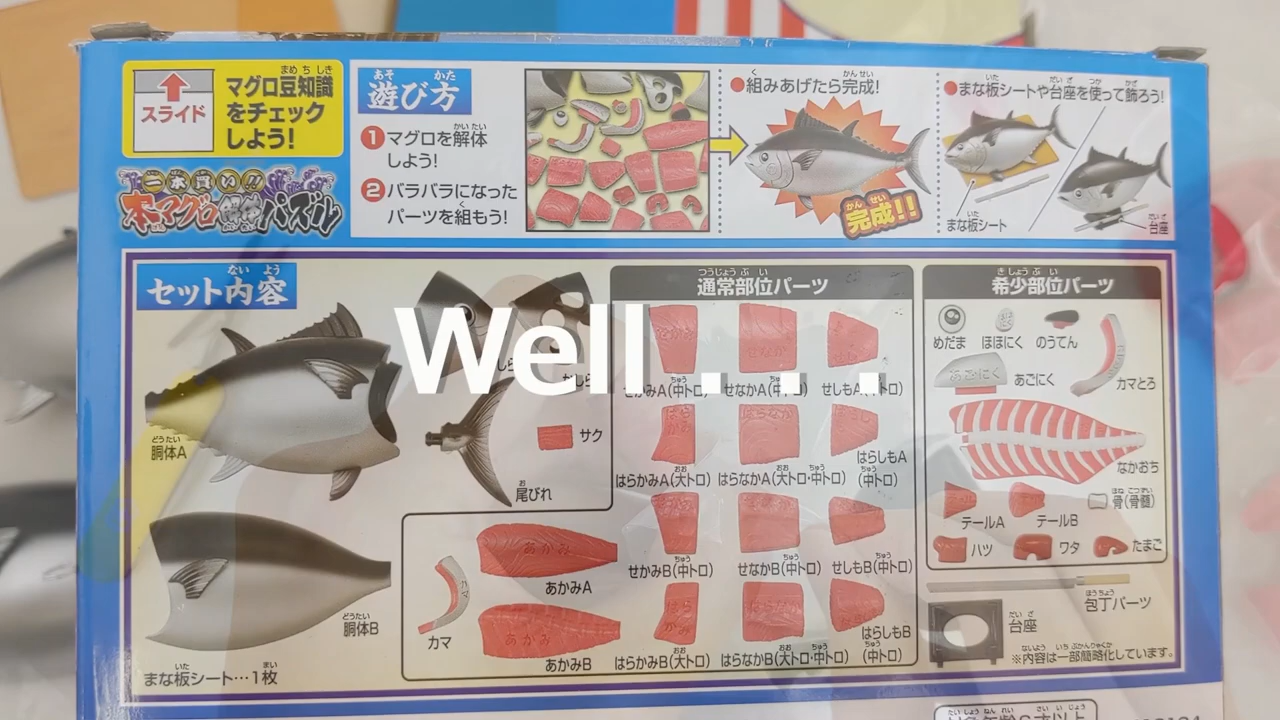 スライド
マグロ豆知識
をチェック
しよう!
一本買い!!
本マグロ解体パズル
遊び方
1 マグロを解体
しよう!
2 バラバラになった
パーツを組もう!
●組みあげたら完成!
完成!!
●まな板シートや台座を使って飾ろう!
まな板シート
台座
セット内容
胴体A
尾びれ
サク
胴体B
まな板シート…1枚
カマ
あかみ
あかみA
あかみ
あかみB
Well . . .
通常部位パーツ
せかみA(中トロ) せなかA(中トロ) せしもA(中トロ)
はらかみA(大トロ) はらなかA(大トロ・中トロ) はらしもA
(中トロ)
せかみB(中トロ) せなかB(中トロ) せしもB(中トロ)
はらかみB(大トロ) はらなかB(大トロ・中トロ) はらしもB
(中トロ)
希少部位パーツ
めだま ほほにく のうてん
あごにく
あごにく
カマとろ
なかおち
テールA テールB 骨(骨髄)
ハツ ワタ たまご
包丁パーツ
台座
※内容は一部簡略化しています。